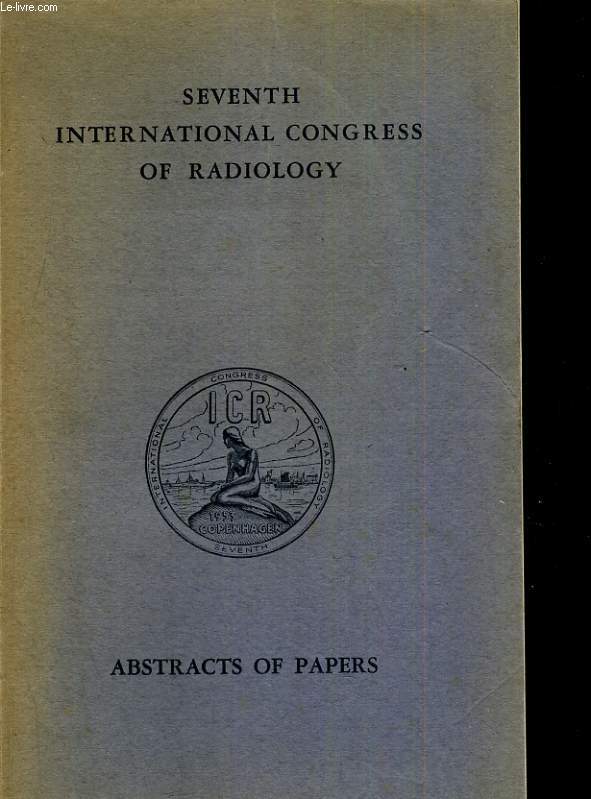 Le-livre.com
SEVENTH
INTERNATIONAL CONGRESS
OF RADIOLOGY
INTERNATIONAL CONGRESS OF RADIOLOGY
ICR
1953
COPENHAGEN
SEVENTH
ABSTRACTS OF PAPERS